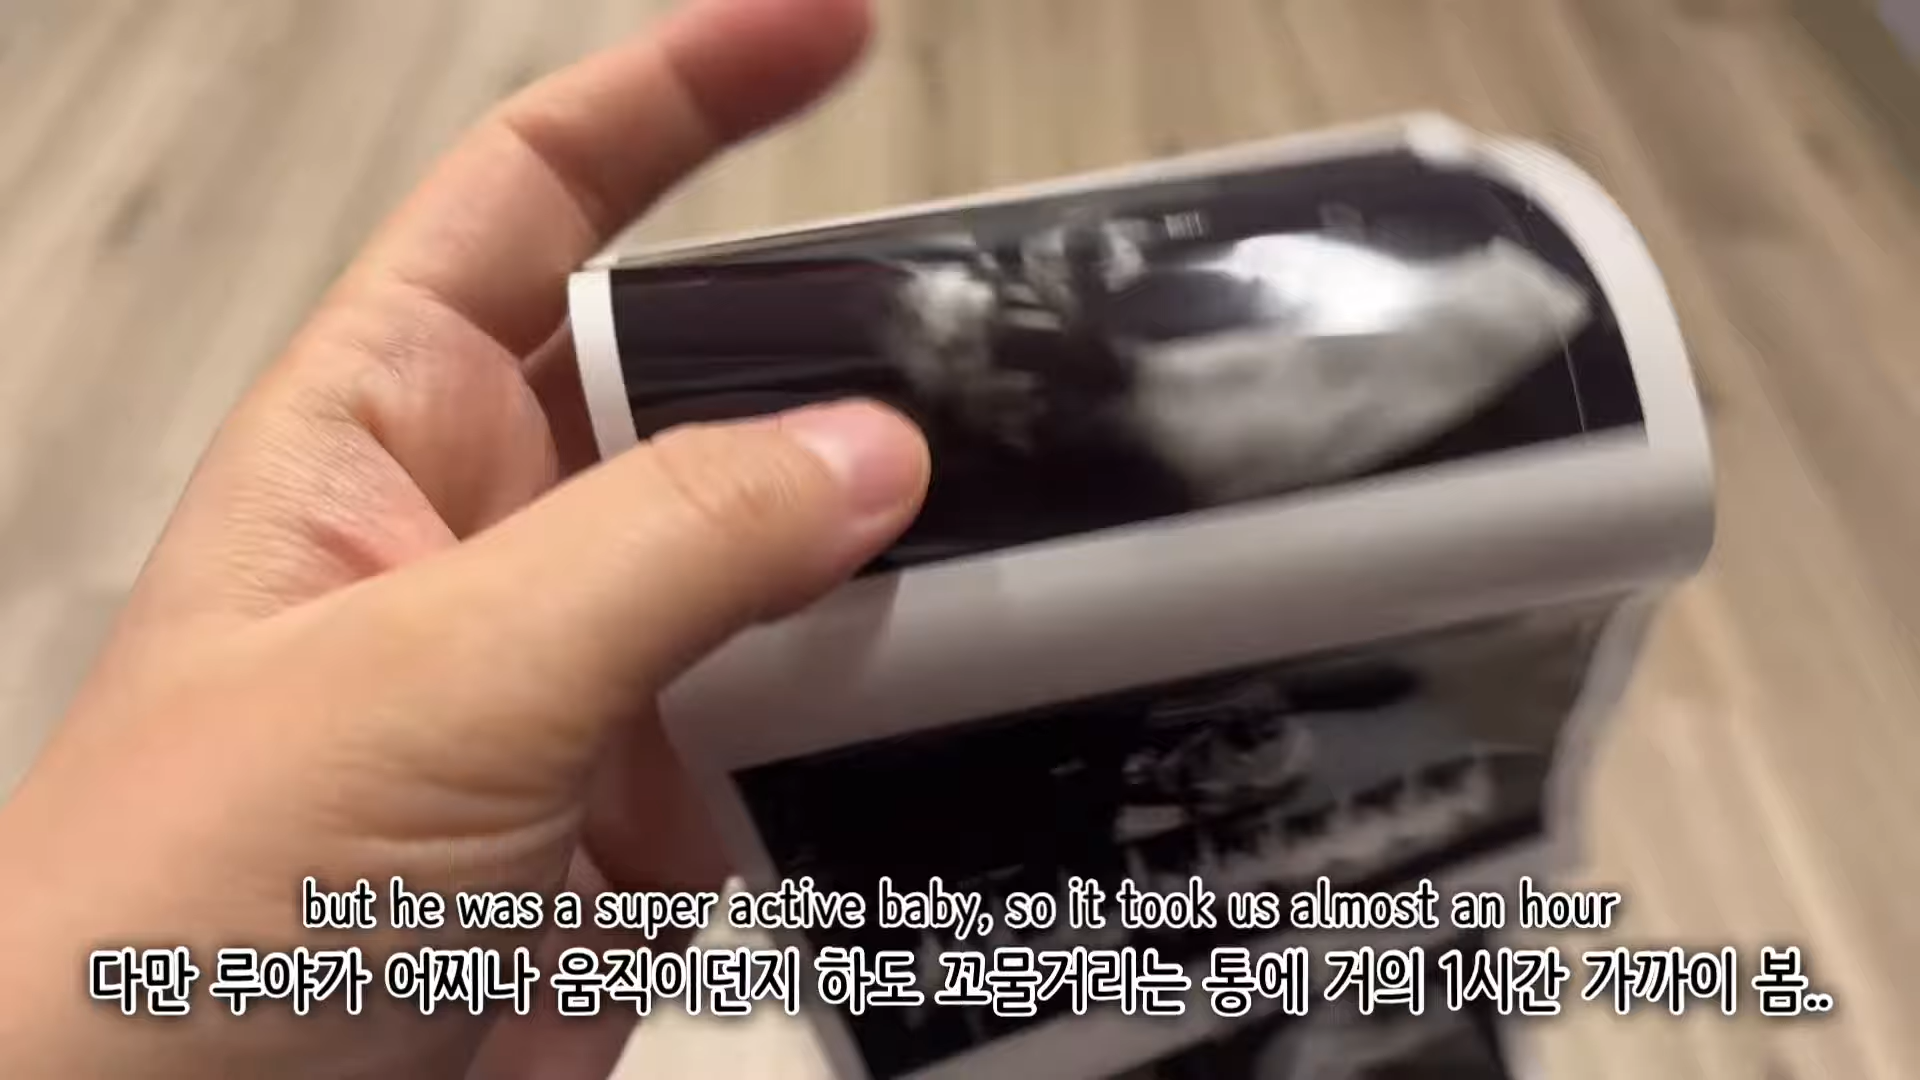 but he was a super active baby, so it took us almost an hour
다만 루야가 어찌나 움직이던지 하도 꼬물거리는 통에 거의 1시간 가까이 봄..